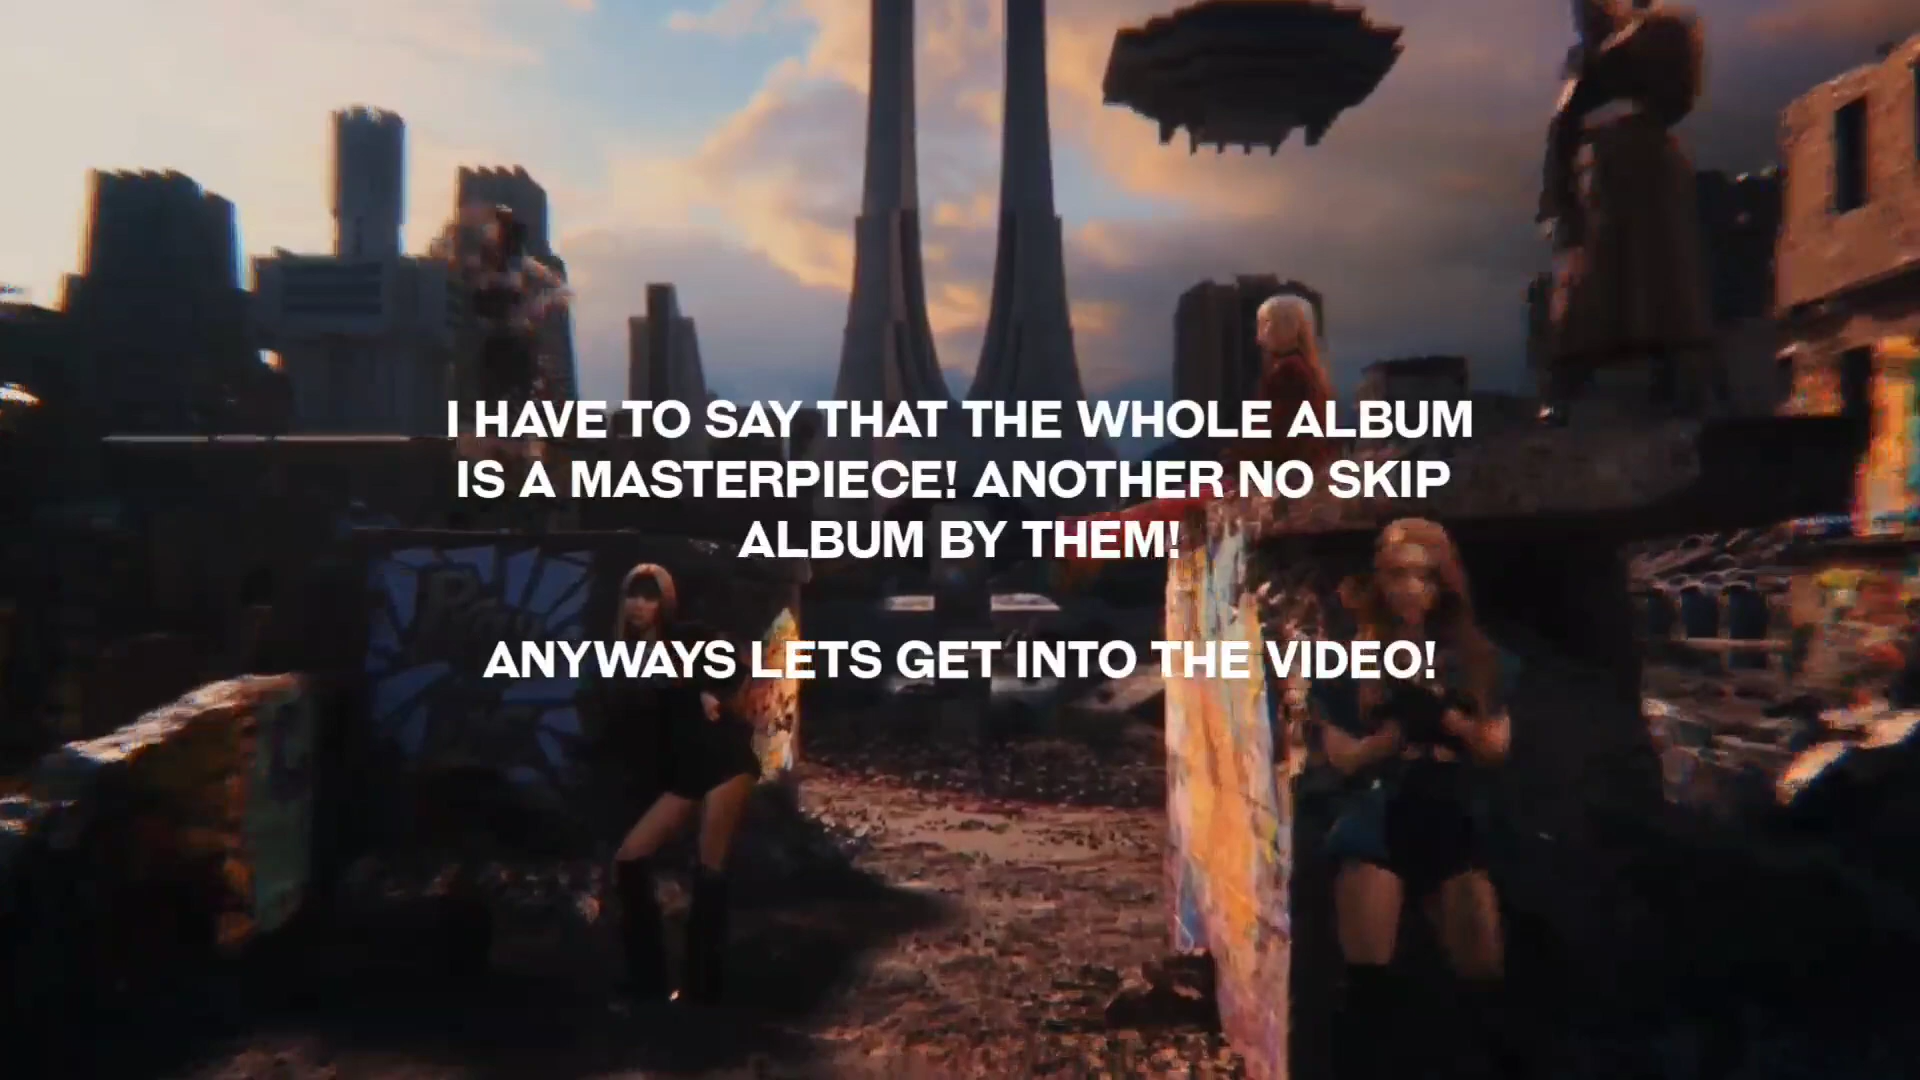 I HAVE TO SAY THAT THE WHOLE ALBUM
IS A MASTERPIECE! ANOTHER NO SKIP
ALBUM BY THEM!
ANYWAYS LETS GET INTO THE VIDEO!